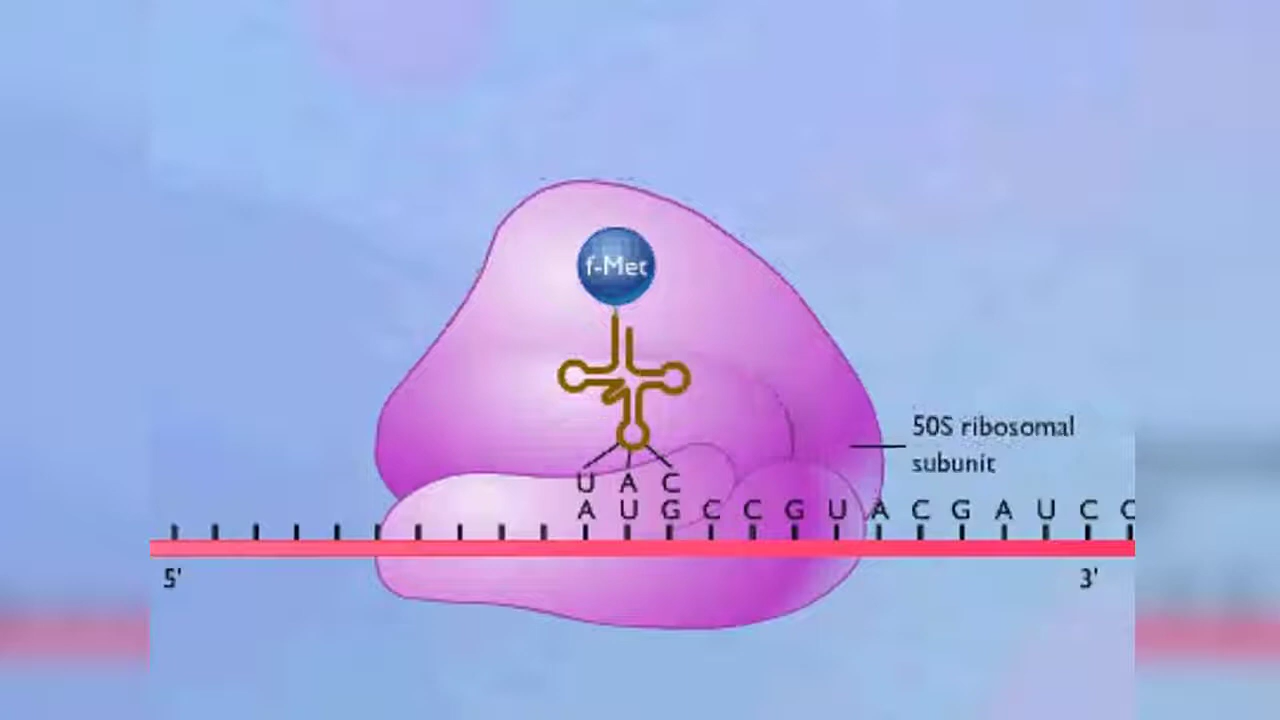 f-Met
50S ribosomal
subunit
U A C
A U G C C G U A C G A U C C
5'
3'